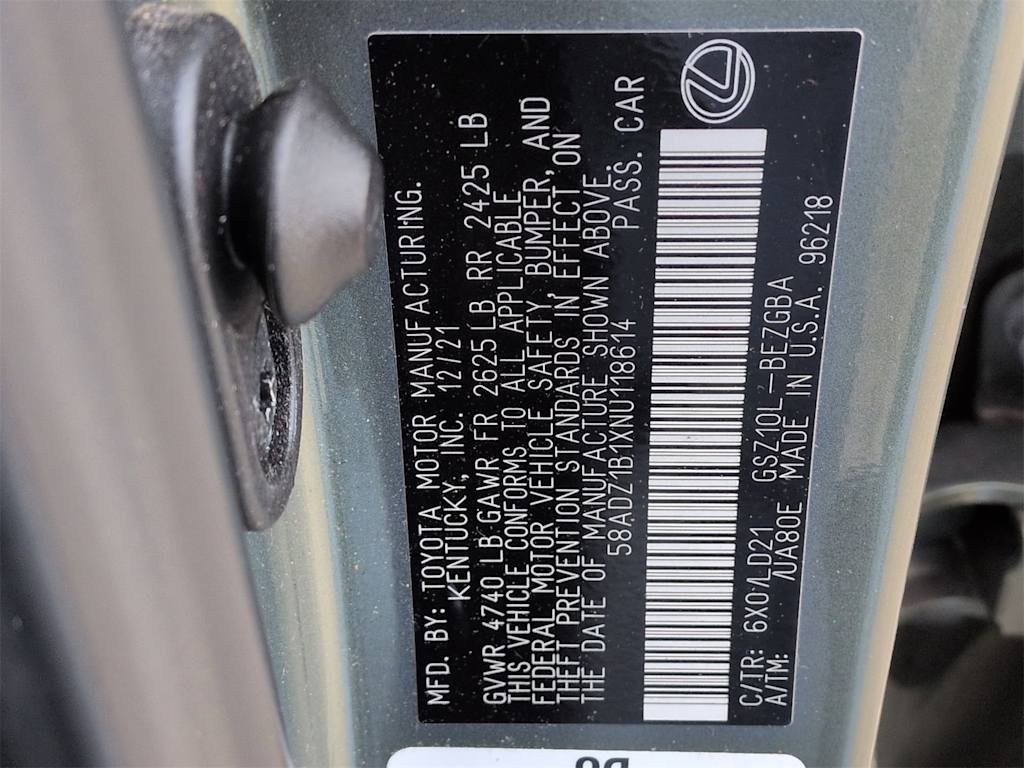 MFD. BY: TOYOTA MOTOR MANUFACTURING.
KENTUCKY, INC. 12/21
GVWR 4740 LB GAWR FR 2625 LB RR 2425 LB
THIS VEHICLE CONFORMS TO ALL APPLICABLE
FEDERAL MOTOR VEHICLE SAFETY, BUMPER, AND
THEFT PREVENTION STANDARDS IN EFFECT ON
THE DATE OF MANUFACTURE SHOWN ABOVE.
58ADZ1B1XNU118614 PASS. CAR
C/TR: 6X0/LD21 GSZ10L-BEZGBA
A/TM: /UA80E MADE IN U.S.A. 96218